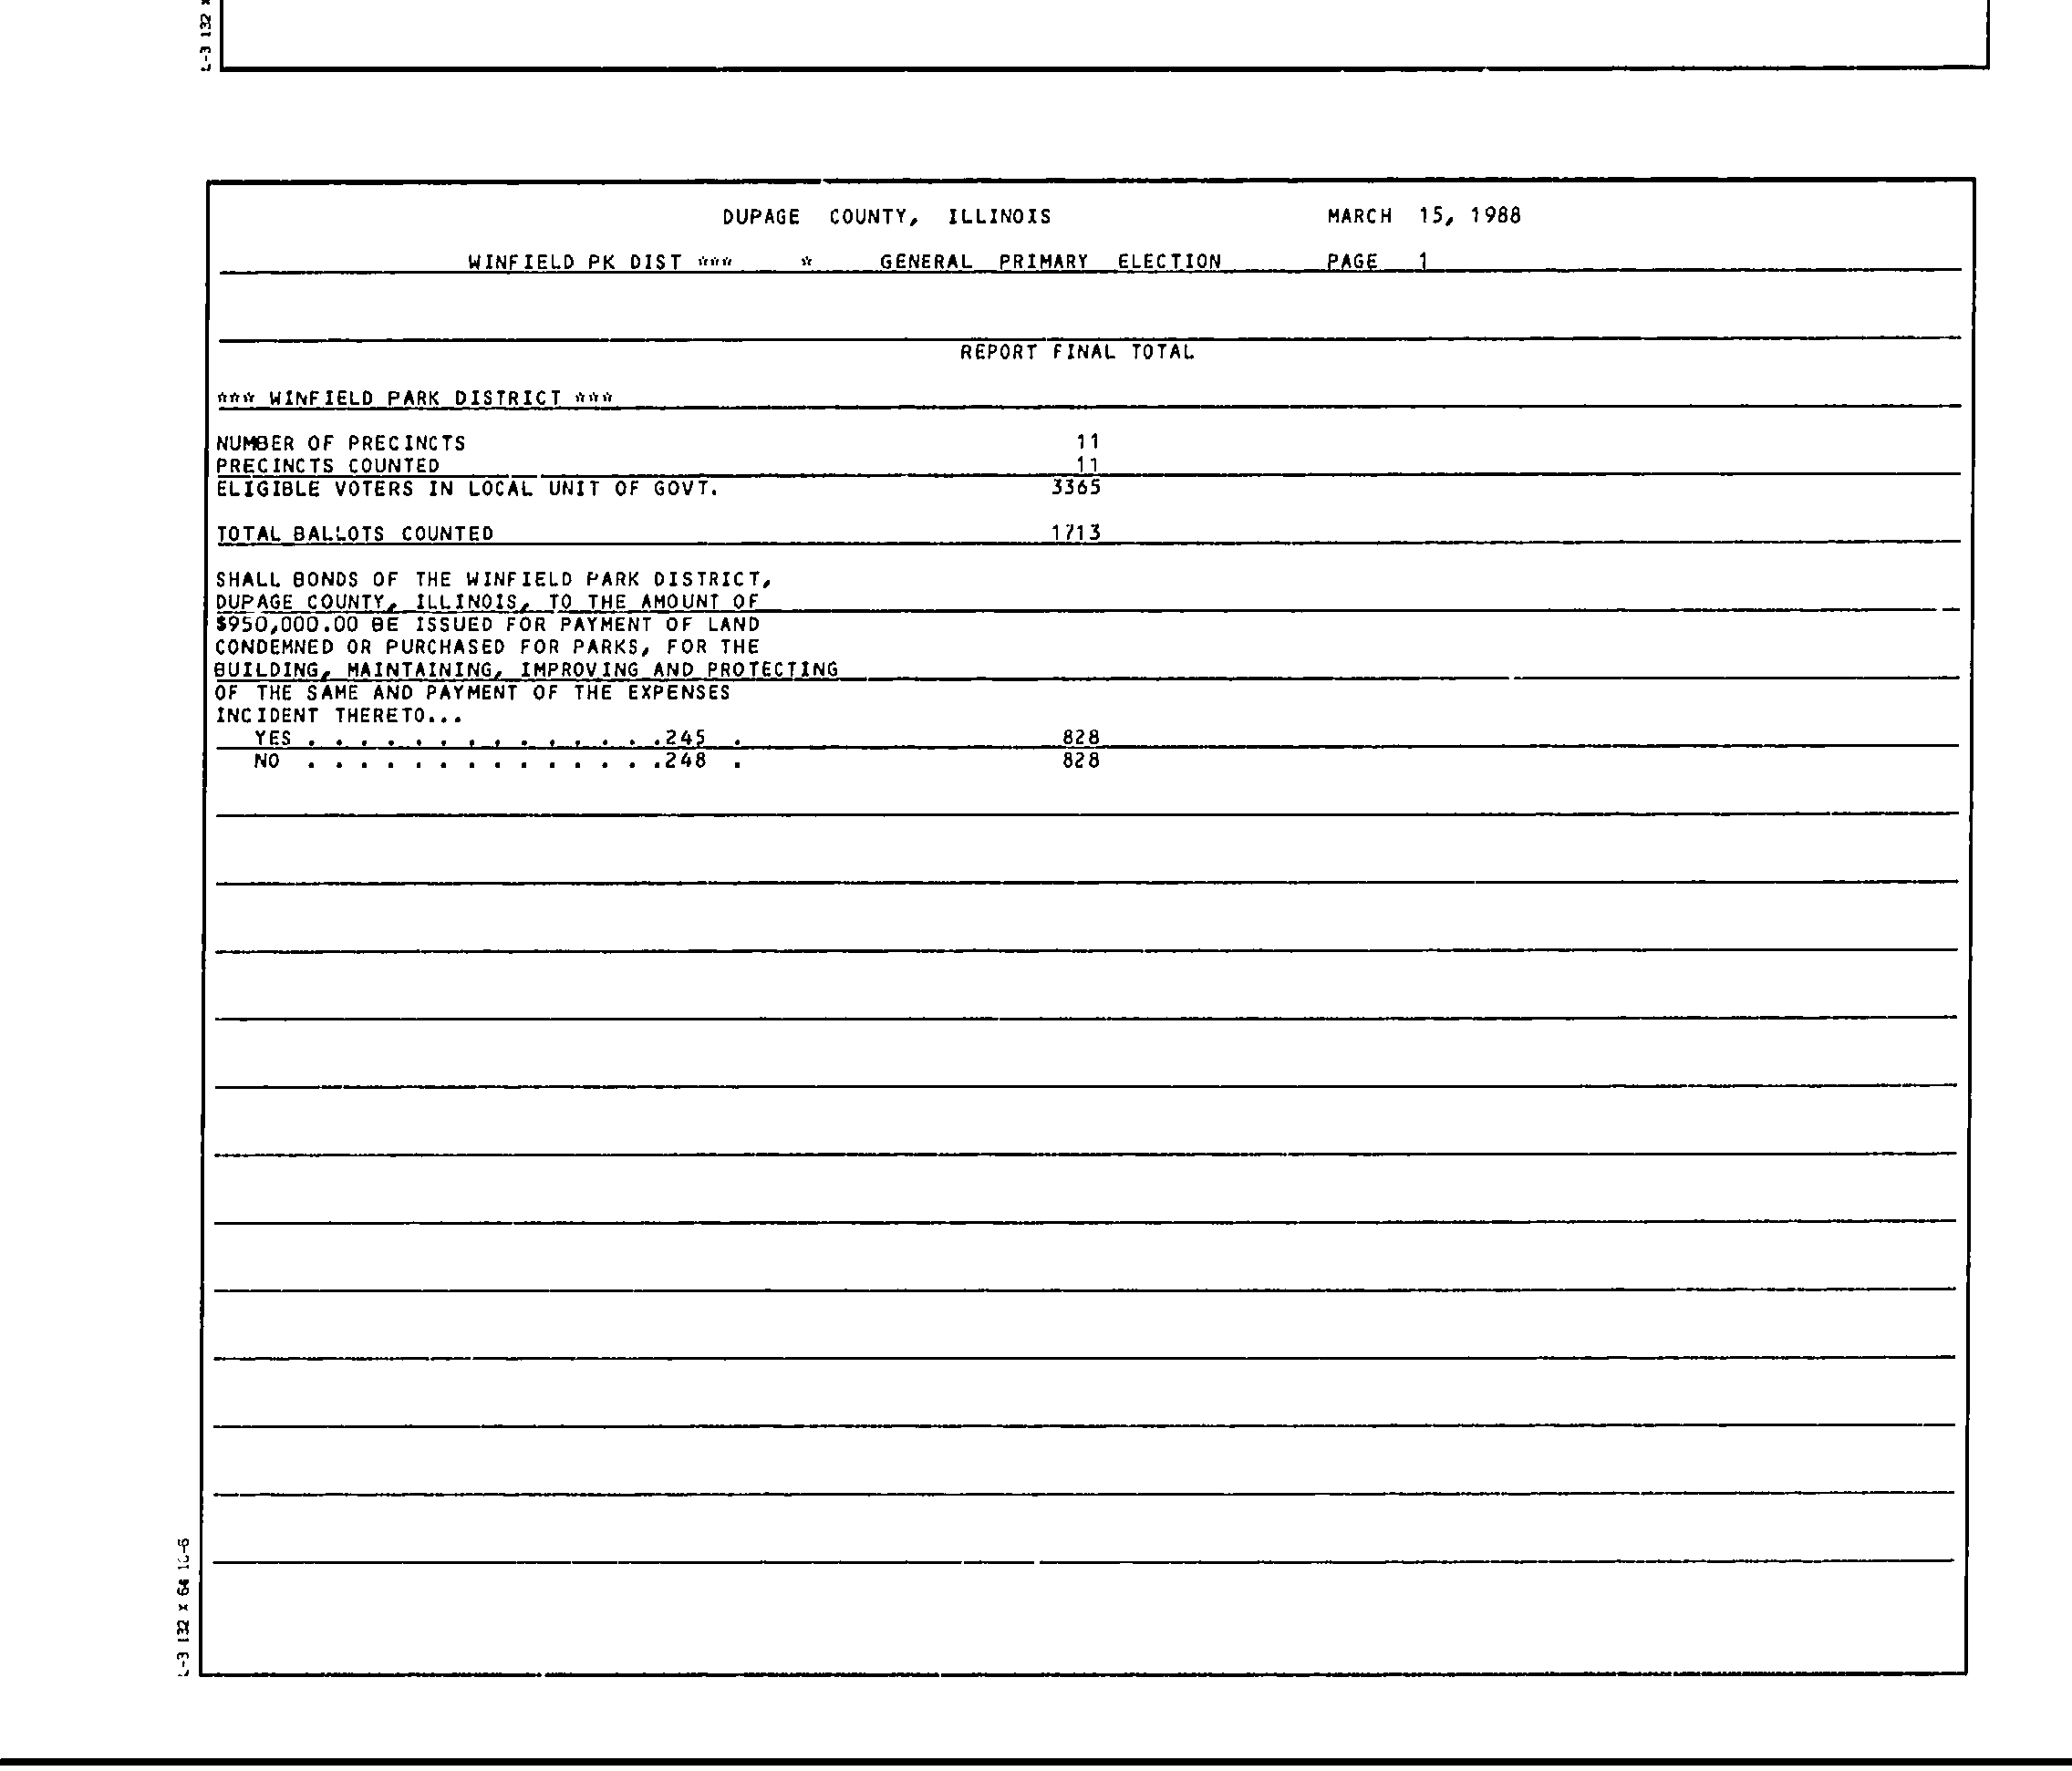 L-3 132 x
DUPAGE COUNTY, ILLINOIS MARCH 15, 1988
WINFIELD PK DIST *** * GENERAL PRIMARY ELECTION PAGE 1
REPORT FINAL TOTAL
*** WINFIELD PARK DISTRICT ***
NUMBER OF PRECINCTS 11
PRECINCTS COUNTED 11
ELIGIBLE VOTERS IN LOCAL UNIT OF GOVT. 3365
TOTAL BALLOTS COUNTED 1713
SHALL BONDS OF THE WINFIELD PARK DISTRICT,
DUPAGE COUNTY, ILLINOIS, TO THE AMOUNT OF
$950,000.00 BE ISSUED FOR PAYMENT OF LAND
CONDEMNED OR PURCHASED FOR PARKS, FOR THE
BUILDING, MAINTAINING, IMPROVING AND PROTECTING
OF THE SAME AND PAYMENT OF THE EXPENSES
INCIDENT THERETO...
YES . . . . . . . . . . . . . .245 . 828
NO . . . . . . . . . . . . . .248 . 828
L-3 132 x 64 10-6